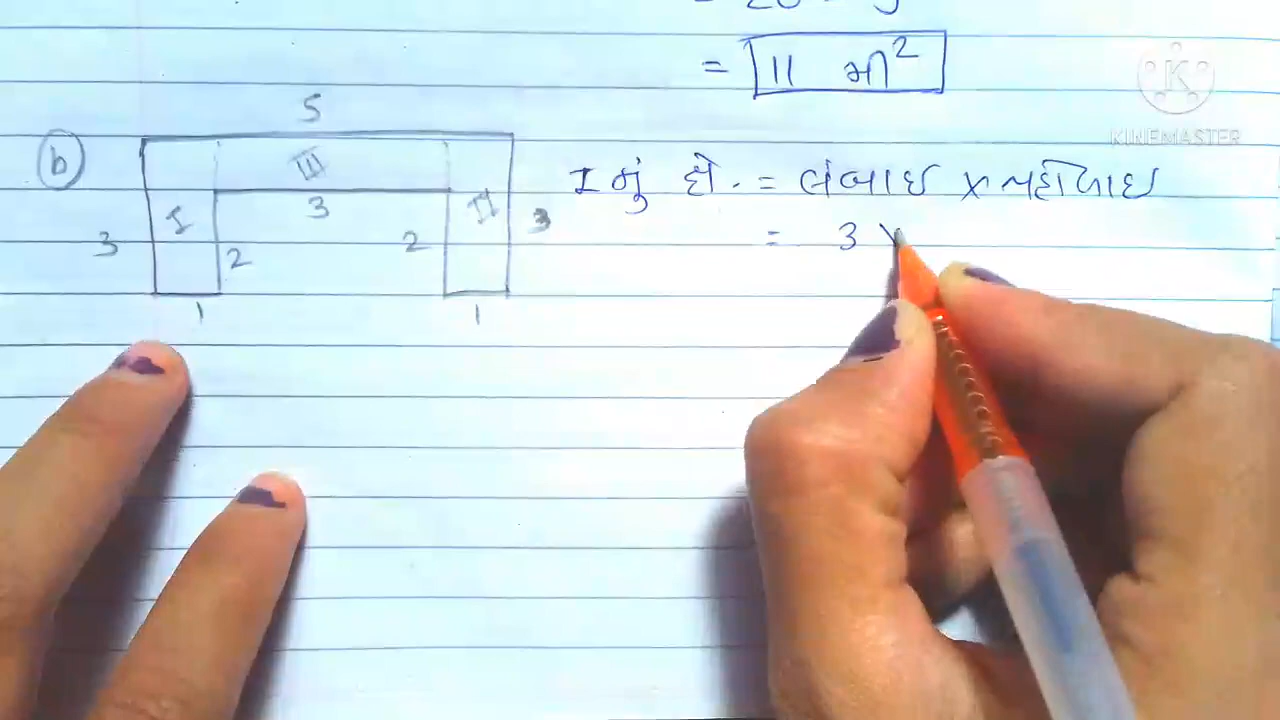 = 11 મી²
K
KINEMASTER
b
5
III
I નું ક્ષે. = લંબાઇ × પહોળાઇ
3
I
II
3
3
2
2
= 3 ×
1
1